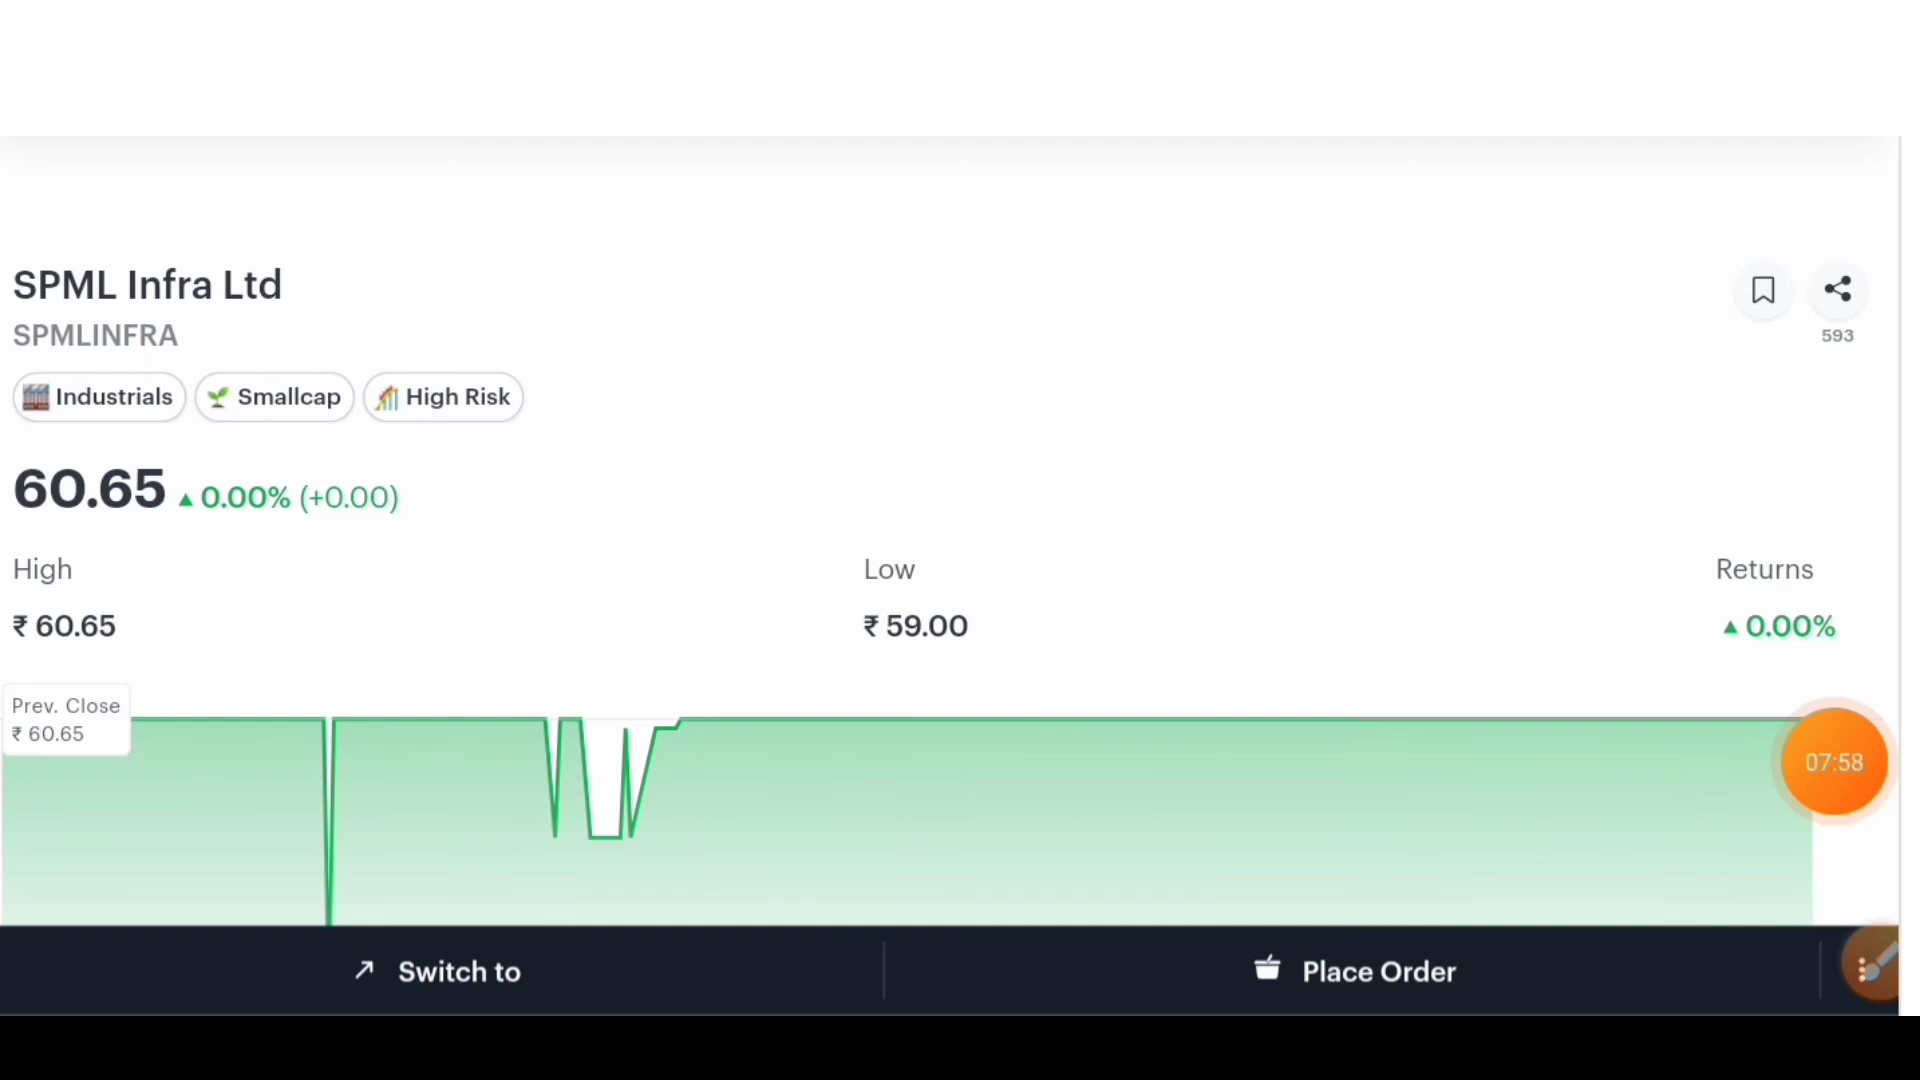 SPML Infra Ltd
SPMLINFRA
593
Industrials Smallcap High Risk
60.65 ▲ 0.00% (+0.00)
High Low Returns
₹ 60.65 ₹ 59.00 ▲ 0.00%
Prev. Close
₹ 60.65
07:58
Switch to Place Order